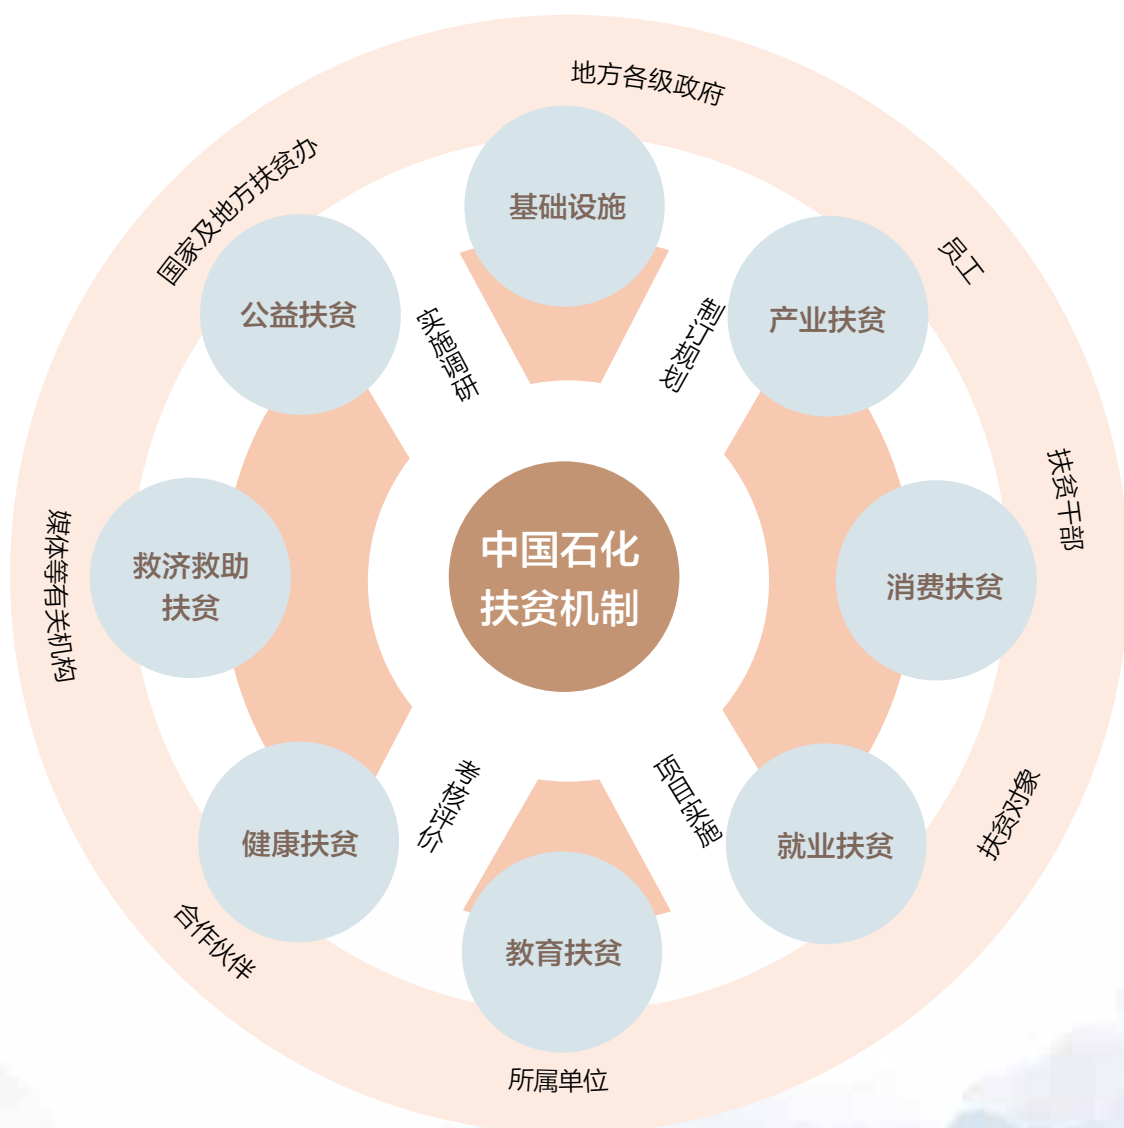 地方各级政府
国家及地方扶贫办
员工
基础设施
公益扶贫
产业扶贫
实施调研
制订规划
扶贫干部
媒体等有关机构
救济救助
扶贫
中国石化
扶贫机制
消费扶贫
考核评价
项目实施
扶贫对象
健康扶贫
就业扶贫
合作伙伴
教育扶贫
所属单位